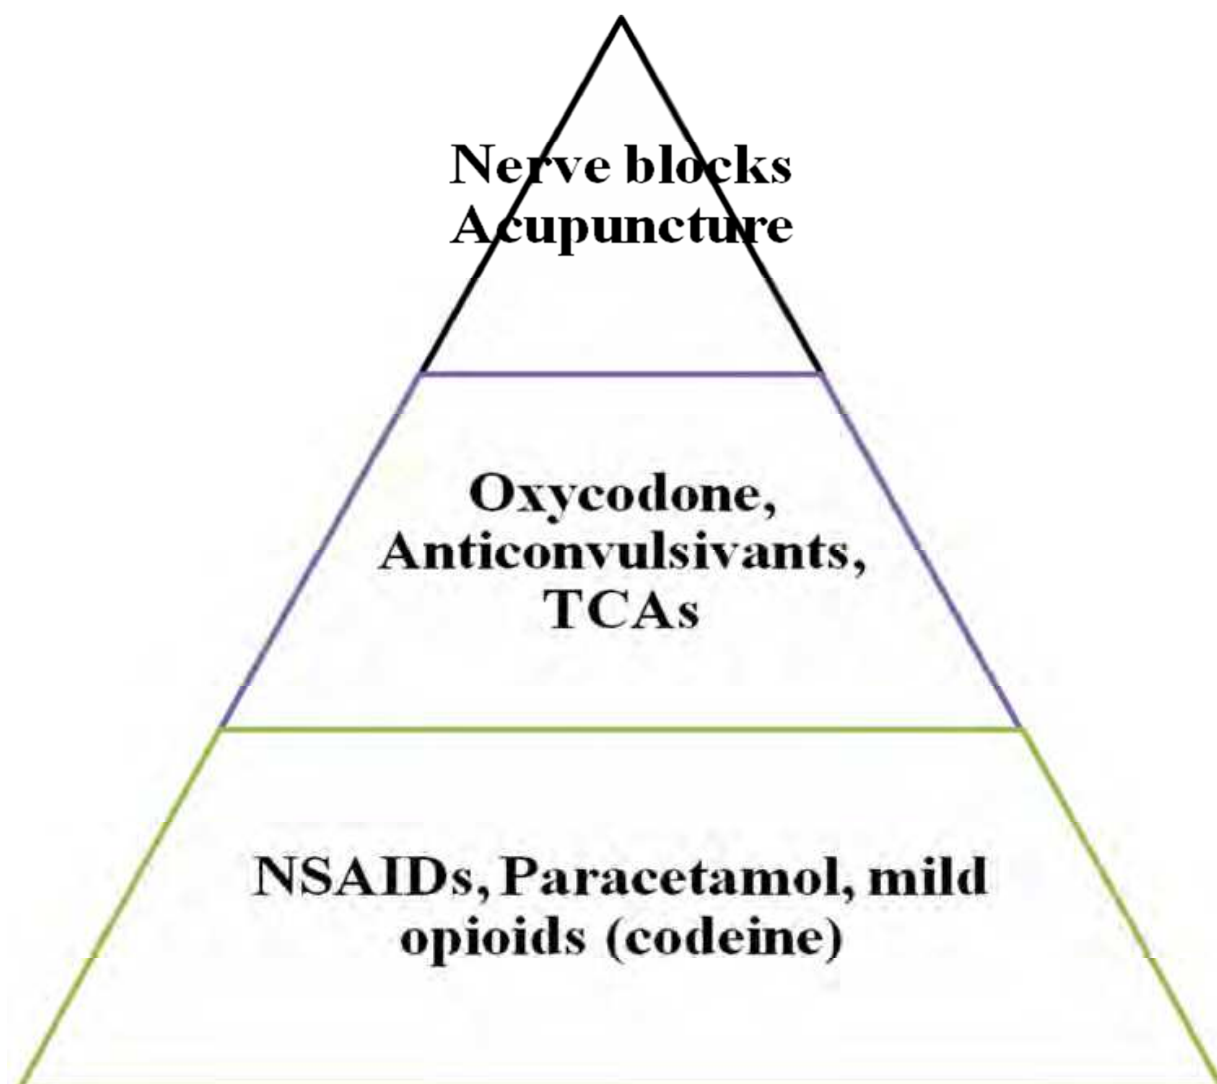 Nerve blocks
Acupuncture
Oxycodone,
Anticonvulsivants,
TCAs
NSAIDs, Paracetamol, mild
opioids (codeine)